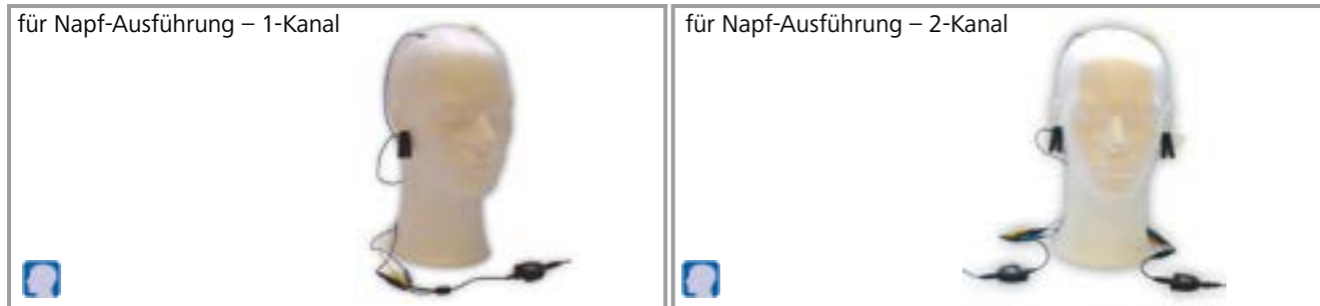 für Napf-Ausführung – 1-Kanal
für Napf-Ausführung – 2-Kanal